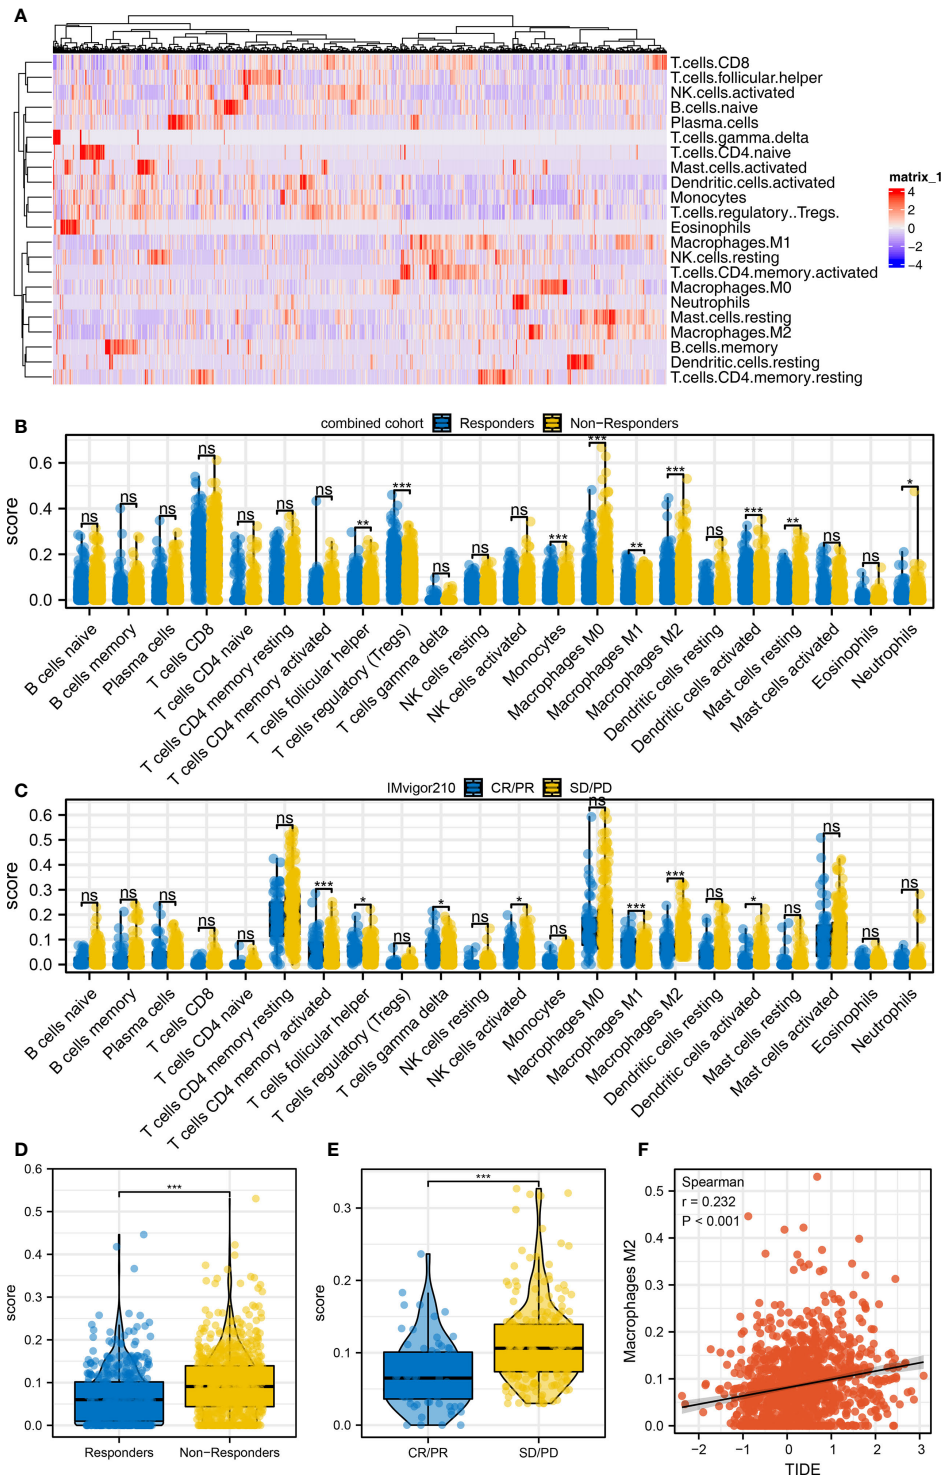 A
T.cells.CD8
T.cells.follicular.helper
NK.cells.activated
B.cells.naive
Plasma.cells
T.cells.gamma.delta
T.cells.CD4.naive
Mast.cells.activated
Dendritic.cells.activated
Monocytes
T.cells.regulatory..Tregs.
Eosinophils
Macrophages.M1
NK.cells.resting
T.cells.CD4.memory.activated
Macrophages.M0
Neutrophils
Mast.cells.resting
Macrophages.M2
B.cells.memory
Dendritic.cells.resting
T.cells.CD4.memory.resting
matrix_1
4
2
0
−2
−4
B
combined cohort Responders Non−Responders
score
0.6
0.4
0.2
0.0
ns ns ns ns ns ns ns ** *** ns ns ns *** *** ** *** ns *** ** ns ns *
B cells naive
B cells memory
Plasma cells
T cells CD8
T cells CD4 naive
T cells CD4 memory resting
T cells CD4 memory activated
T cells follicular helper
T cells regulatory (Tregs)
T cells gamma delta
NK cells resting
NK cells activated
Monocytes
Macrophages M0
Macrophages M1
Macrophages M2
Dendritic cells resting
Dendritic cells activated
Mast cells resting
Mast cells activated
Eosinophils
Neutrophils
C
IMvigor210 CR/PR SD/PD
score
0.6
0.5
0.4
0.3
0.2
0.1
0.0
ns ns ns ns ns ns *** * ns * ns * ns ns *** *** ns * ns ns ns ns
B cells naive
B cells memory
Plasma cells
T cells CD8
T cells CD4 naive
T cells CD4 memory resting
T cells CD4 memory activated
T cells follicular helper
T cells regulatory (Tregs)
T cells gamma delta
NK cells resting
NK cells activated
Monocytes
Macrophages M0
Macrophages M1
Macrophages M2
Dendritic cells resting
Dendritic cells activated
Mast cells resting
Mast cells activated
Eosinophils
Neutrophils
D
score
0.6
0.5
0.4
0.3
0.2
0.1
0.0
***
Responders Non−Responders
E
score
0.3
0.2
0.1
0.0
***
CR/PR SD/PD
F
Spearman
r = 0.232
P < 0.001
Macrophages M2
0.5
0.4
0.3
0.2
0.1
0.0
−2 −1 0 1 2 3
TIDE